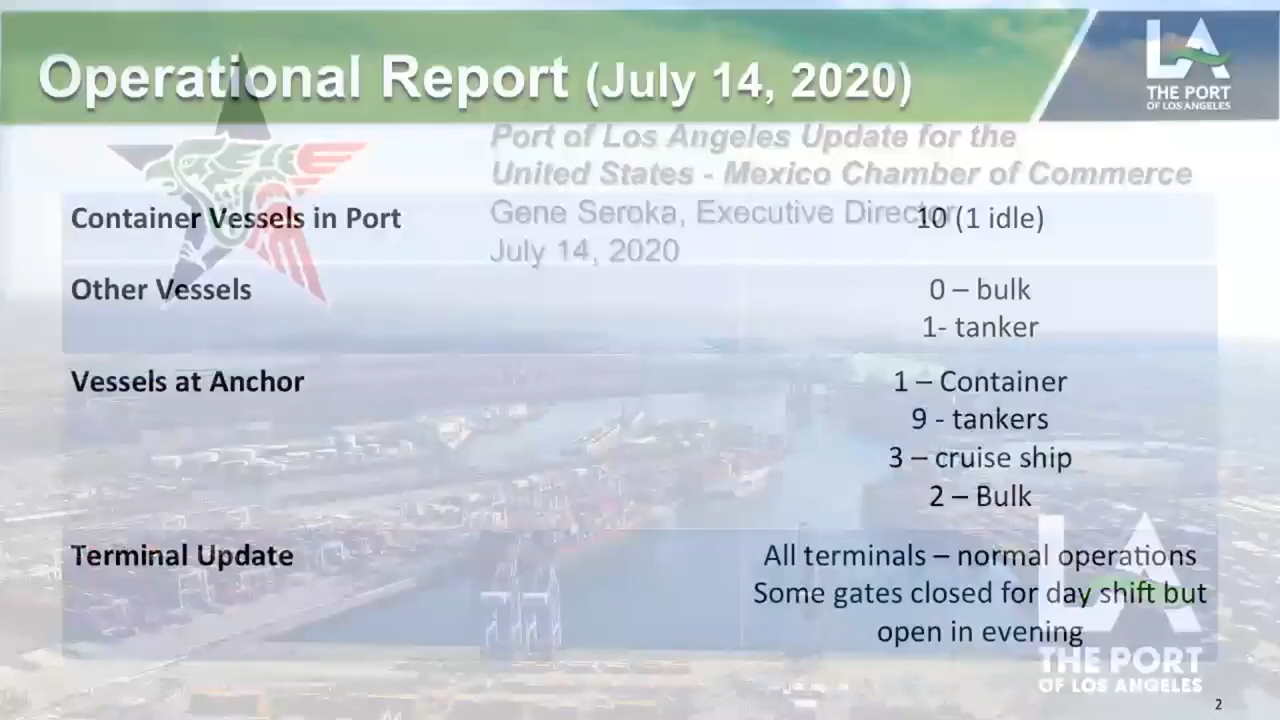 Operational Report (July 14, 2020)
LA
THE PORT
OF LOS ANGELES
Port of Los Angeles Update for the
United States - Mexico Chamber of Commerce
Gene Seroka, Executive Director
July 14, 2020
Container Vessels in Port
10 (1 idle)
Other Vessels
0 – bulk
1- tanker
Vessels at Anchor
1 – Container
9 - tankers
3 – cruise ship
2 – Bulk
Terminal Update
All terminals – normal operations
Some gates closed for day shift but
open in evening
LA
THE PORT
OF LOS ANGELES
2